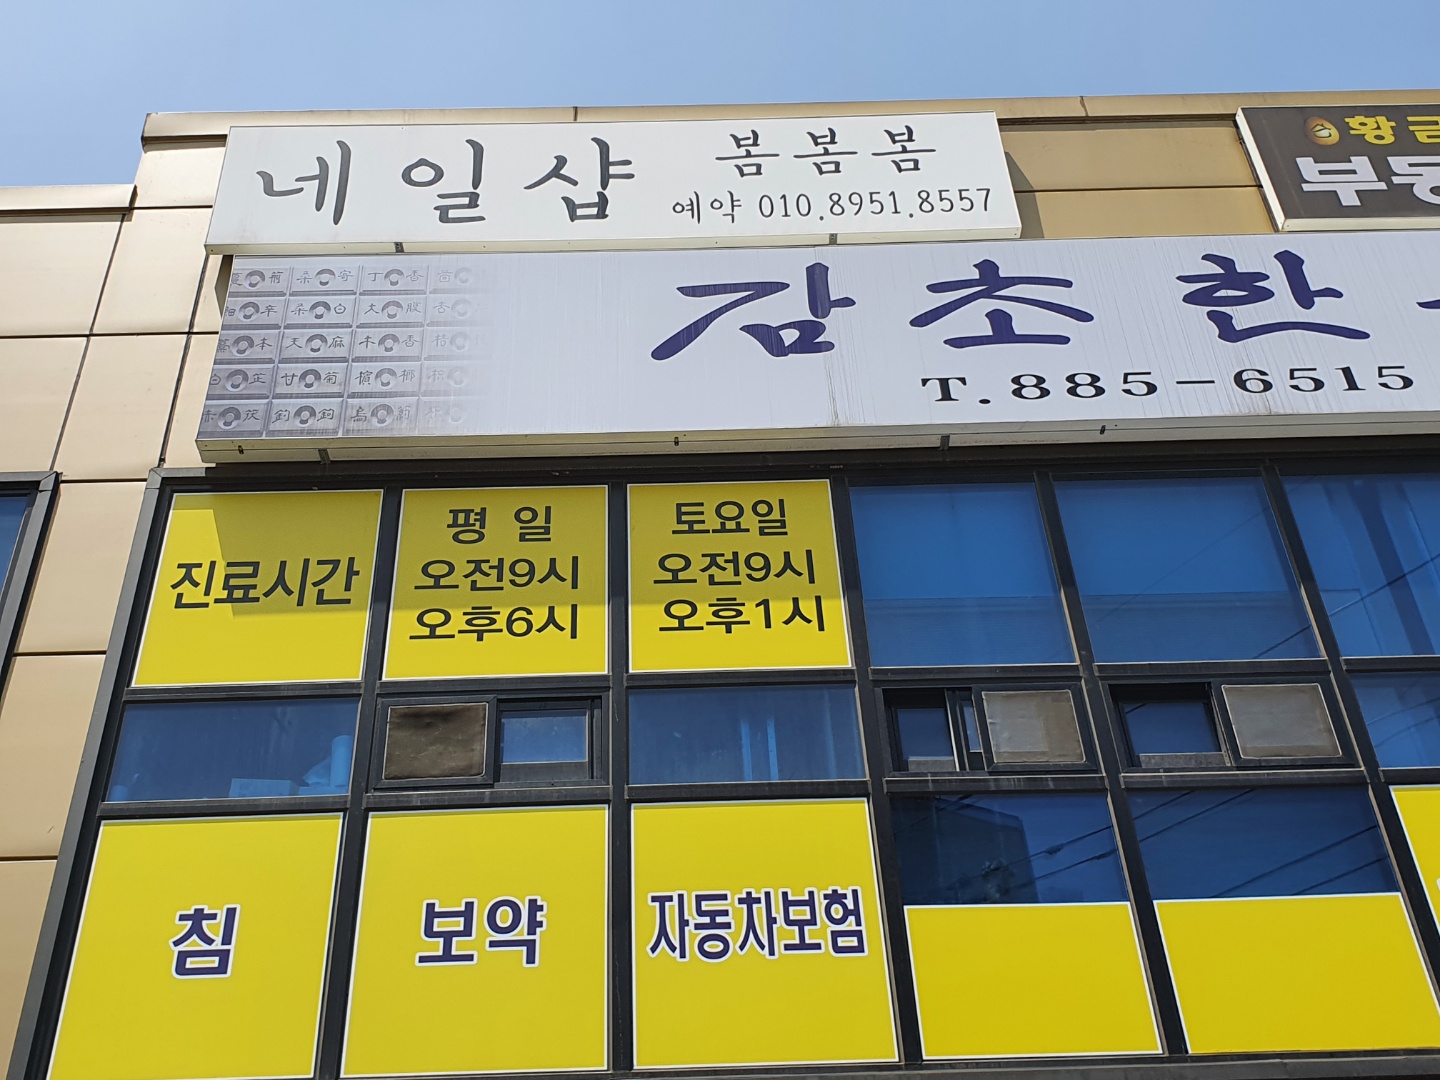 네일샵 봄봄봄
예약 010.8951.8557
황금
부동
감초한
T.885-6515
진료시간
평일
오전9시
오후6시
토요일
오전9시
오후1시
침
보약
자동차보험